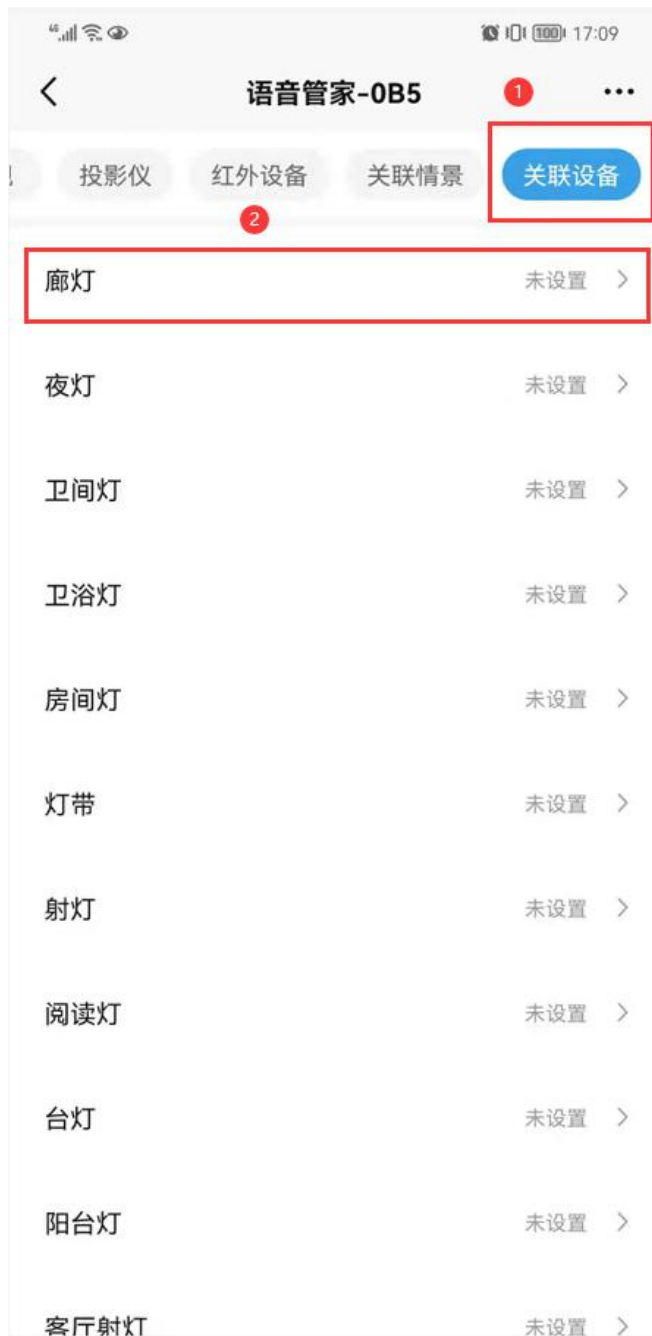 46 100 17:09
语音管家-0B5 1
投影仪 红外设备 关联情景 关联设备
2
廊灯 未设置
夜灯 未设置
卫间灯 未设置
卫浴灯 未设置
房间灯 未设置
灯带 未设置
射灯 未设置
阅读灯 未设置
台灯 未设置
阳台灯 未设置
客厅射灯 未设置